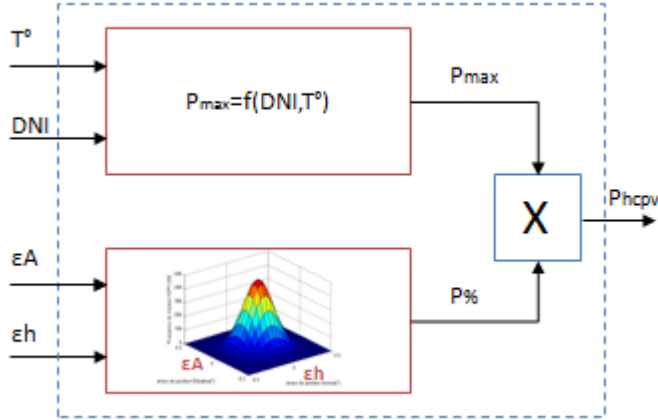 T°
Pmax
Pmax=f(DNI,T°)
DNI
Phcpv
X
εA
P%
εh
εA
εh